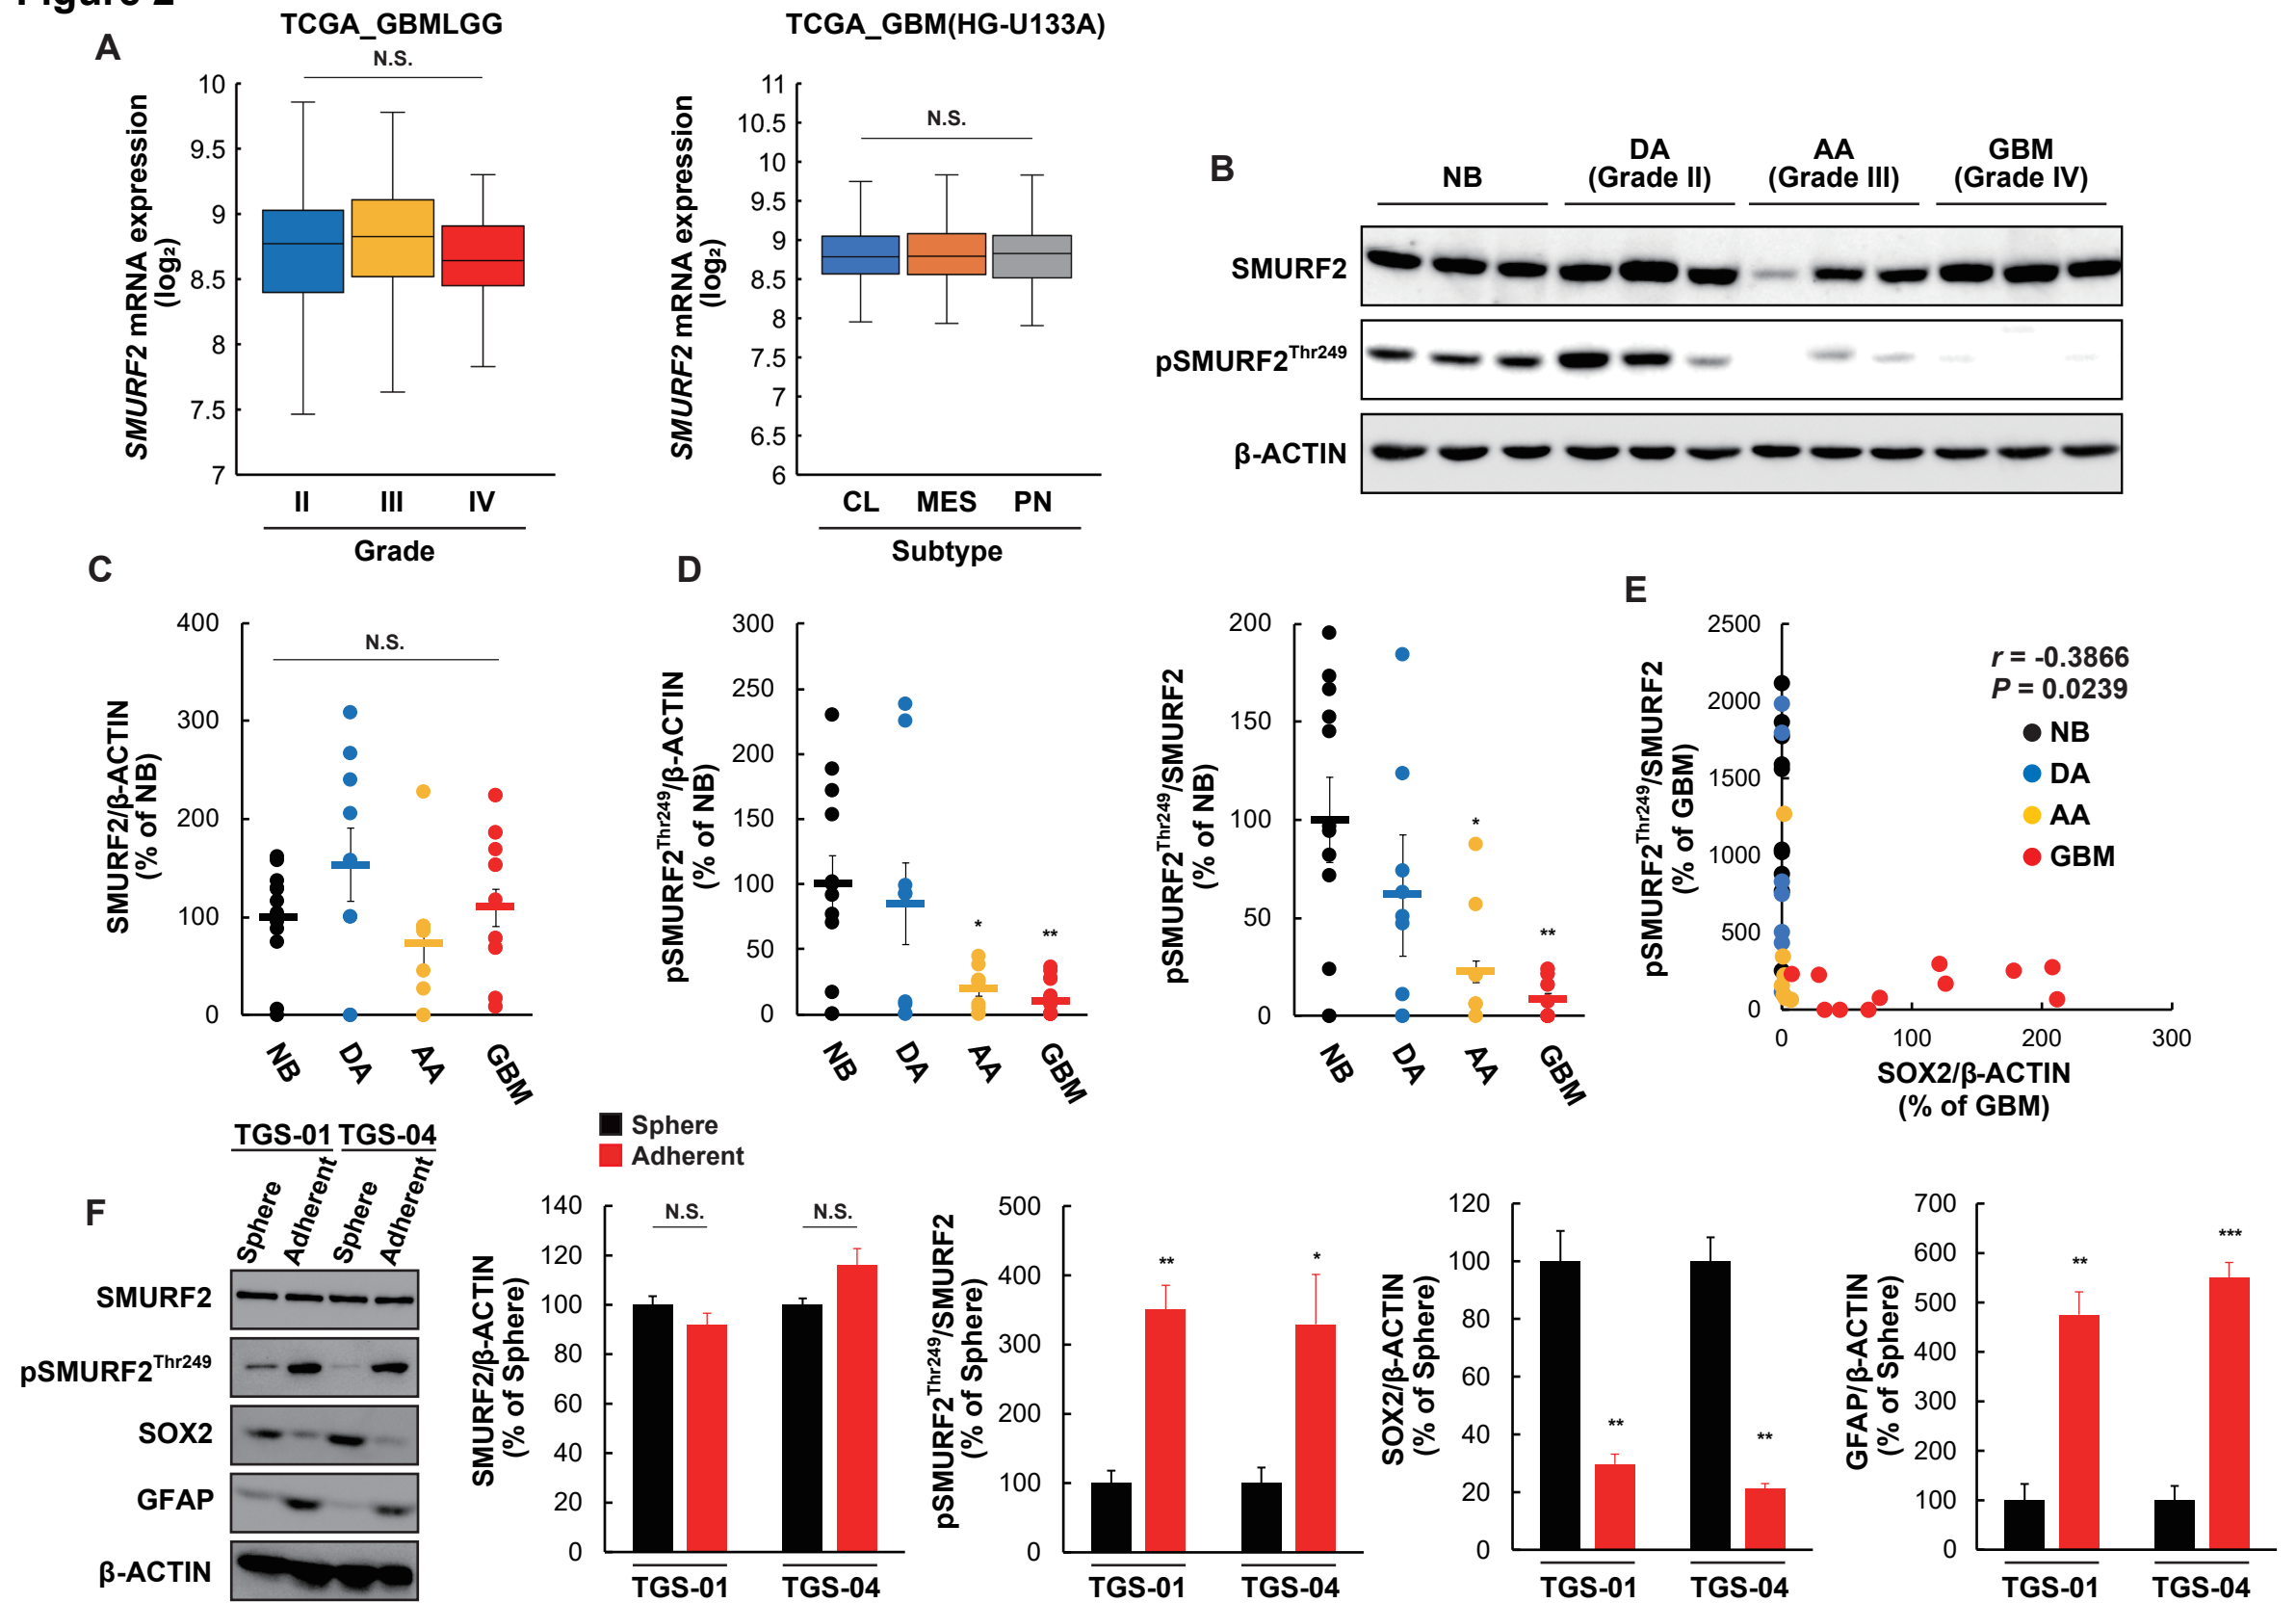 Figure 2
A
TCGA_GBMLGG
N.S.
SMURF2 mRNA expression
(log₂)
10
9.5
9
8.5
8
7.5
7
II III IV
Grade
TCGA_GBM(HG-U133A)
N.S.
SMURF2 mRNA expression
(log₂)
11
10.5
10
9.5
9
8.5
8
7.5
7
6.5
6
CL MES PN
Subtype
B
NB
DA
(Grade II)
AA
(Grade III)
GBM
(Grade IV)
SMURF2
pSMURF2Thr249
β-ACTIN
C
N.S.
SMURF2/β-ACTIN
(% of NB)
400
300
200
100
0
NB DA AA GBM
D
pSMURF2Thr249/β-ACTIN
(% of NB)
300
250
200
150
100
50
0
* **
NB DA AA GBM
pSMURF2Thr249/SMURF2
(% of NB)
200
150
100
50
0
* **
NB DA AA GBM
E
pSMURF2Thr249/SMURF2
(% of GBM)
2500
2000
1500
1000
500
0
r = -0.3866
P = 0.0239
NB
DA
AA
GBM
0 100 200 300
SOX2/β-ACTIN
(% of GBM)
F
TGS-01 TGS-04
Sphere Adherent Sphere Adherent
SMURF2
pSMURF2Thr249
SOX2
GFAP
β-ACTIN
Sphere
Adherent
SMURF2/β-ACTIN
(% of Sphere)
140
120
100
80
60
40
20
0
N.S. N.S.
TGS-01 TGS-04
pSMURF2Thr249/SMURF2
(% of Sphere)
500
400
300
200
100
0
** *
TGS-01 TGS-04
SOX2/β-ACTIN
(% of Sphere)
120
100
80
60
40
20
0
** **
TGS-01 TGS-04
GFAP/β-ACTIN
(% of Sphere)
700
600
500
400
300
200
100
0
** ***
TGS-01 TGS-04